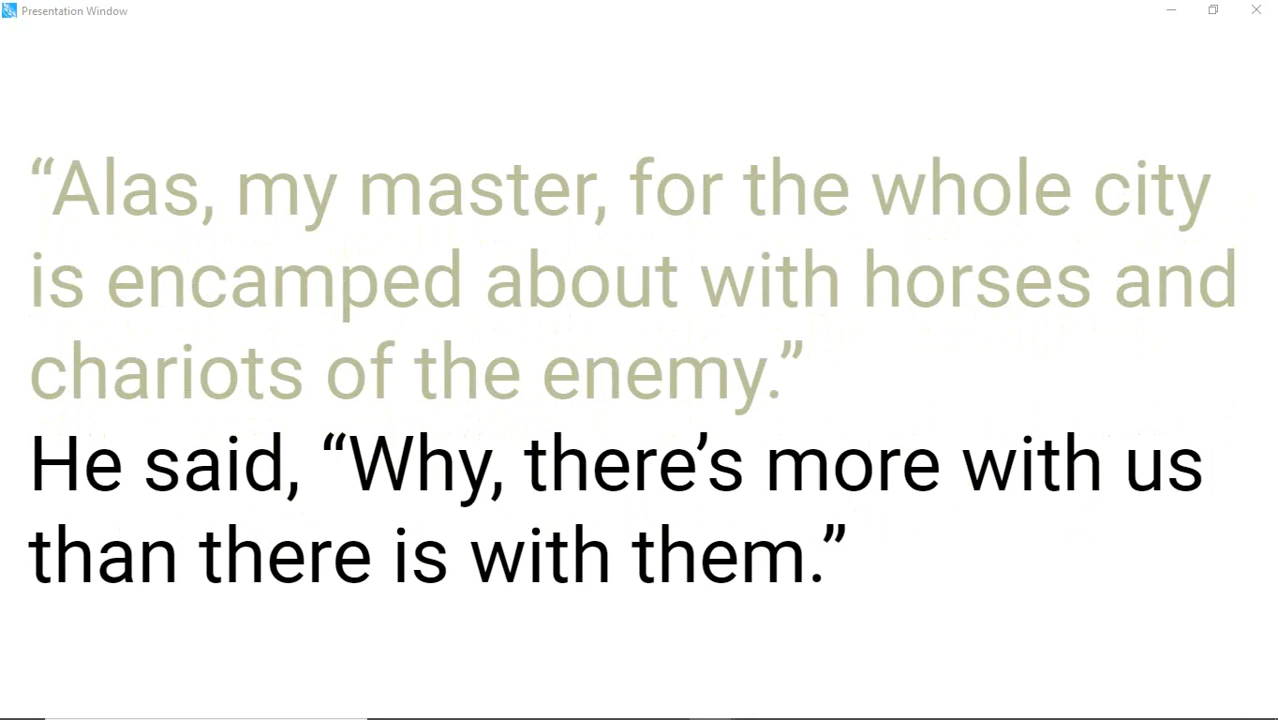 Presentation Window
“Alas, my master, for the whole city
is encamped about with horses and
chariots of the enemy.”
He said, “Why, there’s more with us
than there is with them.”